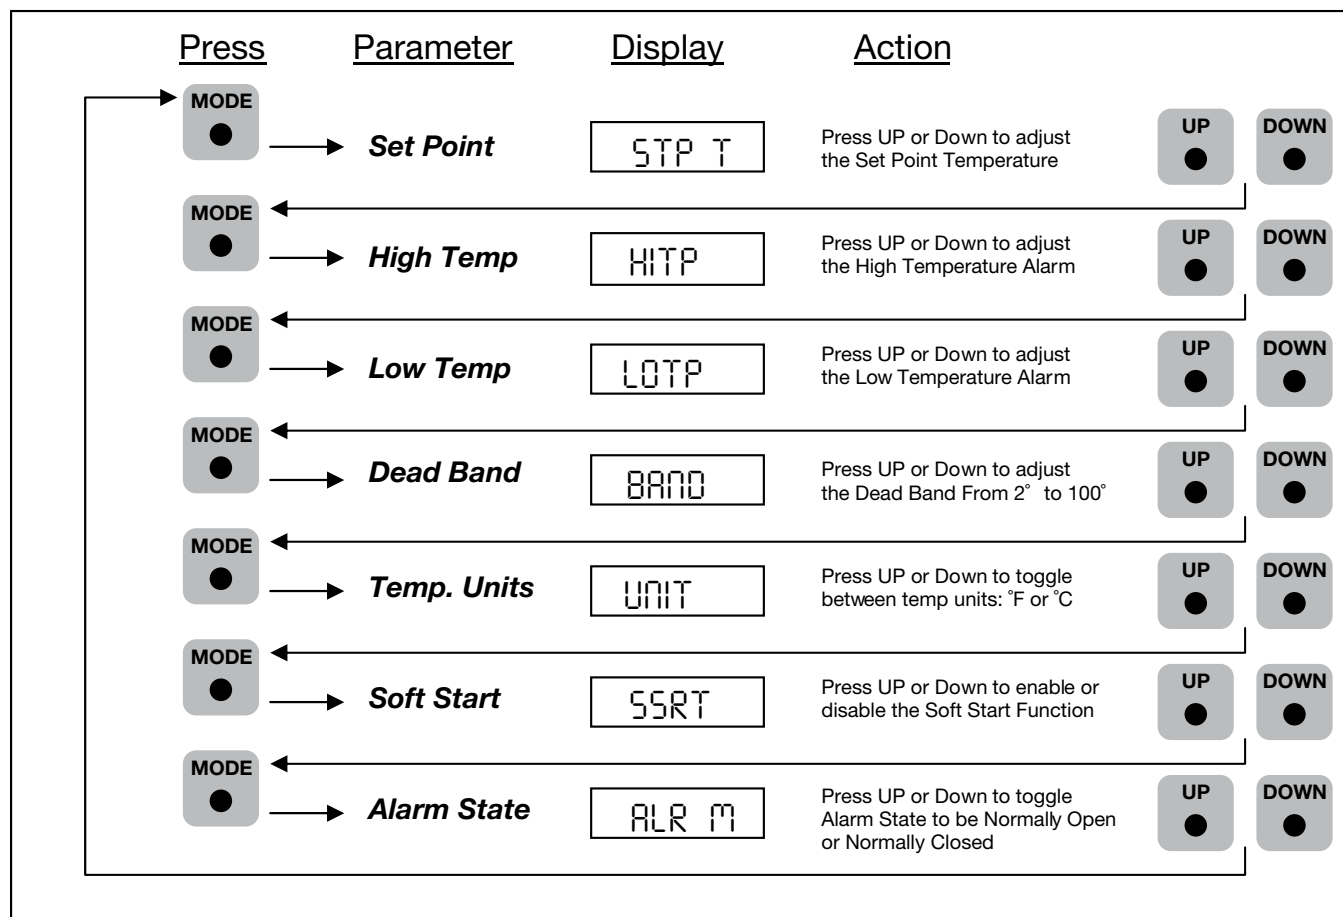 Press Parameter Display Action
MODE
Set Point STP T Press UP or Down to adjust UP DOWN
the Set Point Temperature
MODE
High Temp HITP Press UP or Down to adjust UP DOWN
the High Temperature Alarm
MODE
Low Temp LOTP Press UP or Down to adjust UP DOWN
the Low Temperature Alarm
MODE
Dead Band BAND Press UP or Down to adjust UP DOWN
the Dead Band From 2° to 100°
MODE
Temp. Units UNIT Press UP or Down to toggle UP DOWN
between temp units: °F or °C
MODE
Soft Start SSRT Press UP or Down to enable or UP DOWN
disable the Soft Start Function
MODE
Alarm State ALR M Press UP or Down to toggle UP DOWN
Alarm State to be Normally Open
or Normally Closed